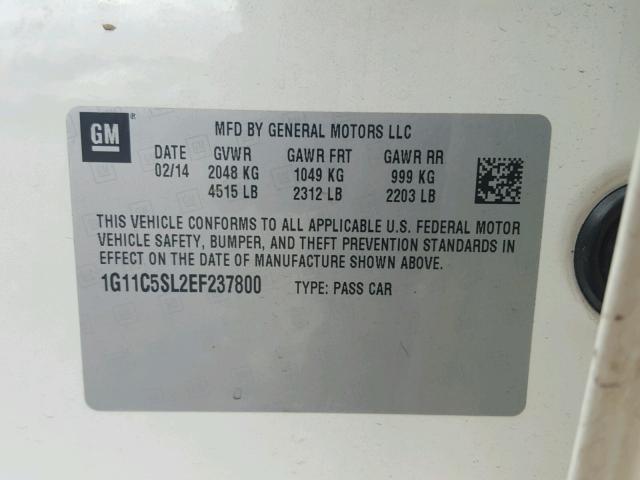 GM®
MFD BY GENERAL MOTORS LLC
DATE GVWR GAWR FRT GAWR RR
02/14 2048 KG 1049 KG 999 KG
4515 LB 2312 LB 2203 LB
THIS VEHICLE CONFORMS TO ALL APPLICABLE U.S. FEDERAL MOTOR
VEHICLE SAFETY, BUMPER, AND THEFT PREVENTION STANDARDS IN
EFFECT ON THE DATE OF MANUFACTURE SHOWN ABOVE.
1G11C5SL2EF237800 TYPE: PASS CAR